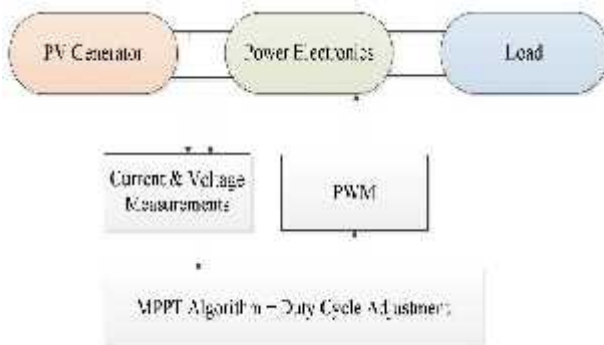 PV Generator
Power Electronics
Load
Current & Voltage
Measurements
PWM
MPPT Algorithm – Duty Cycle Adjustment